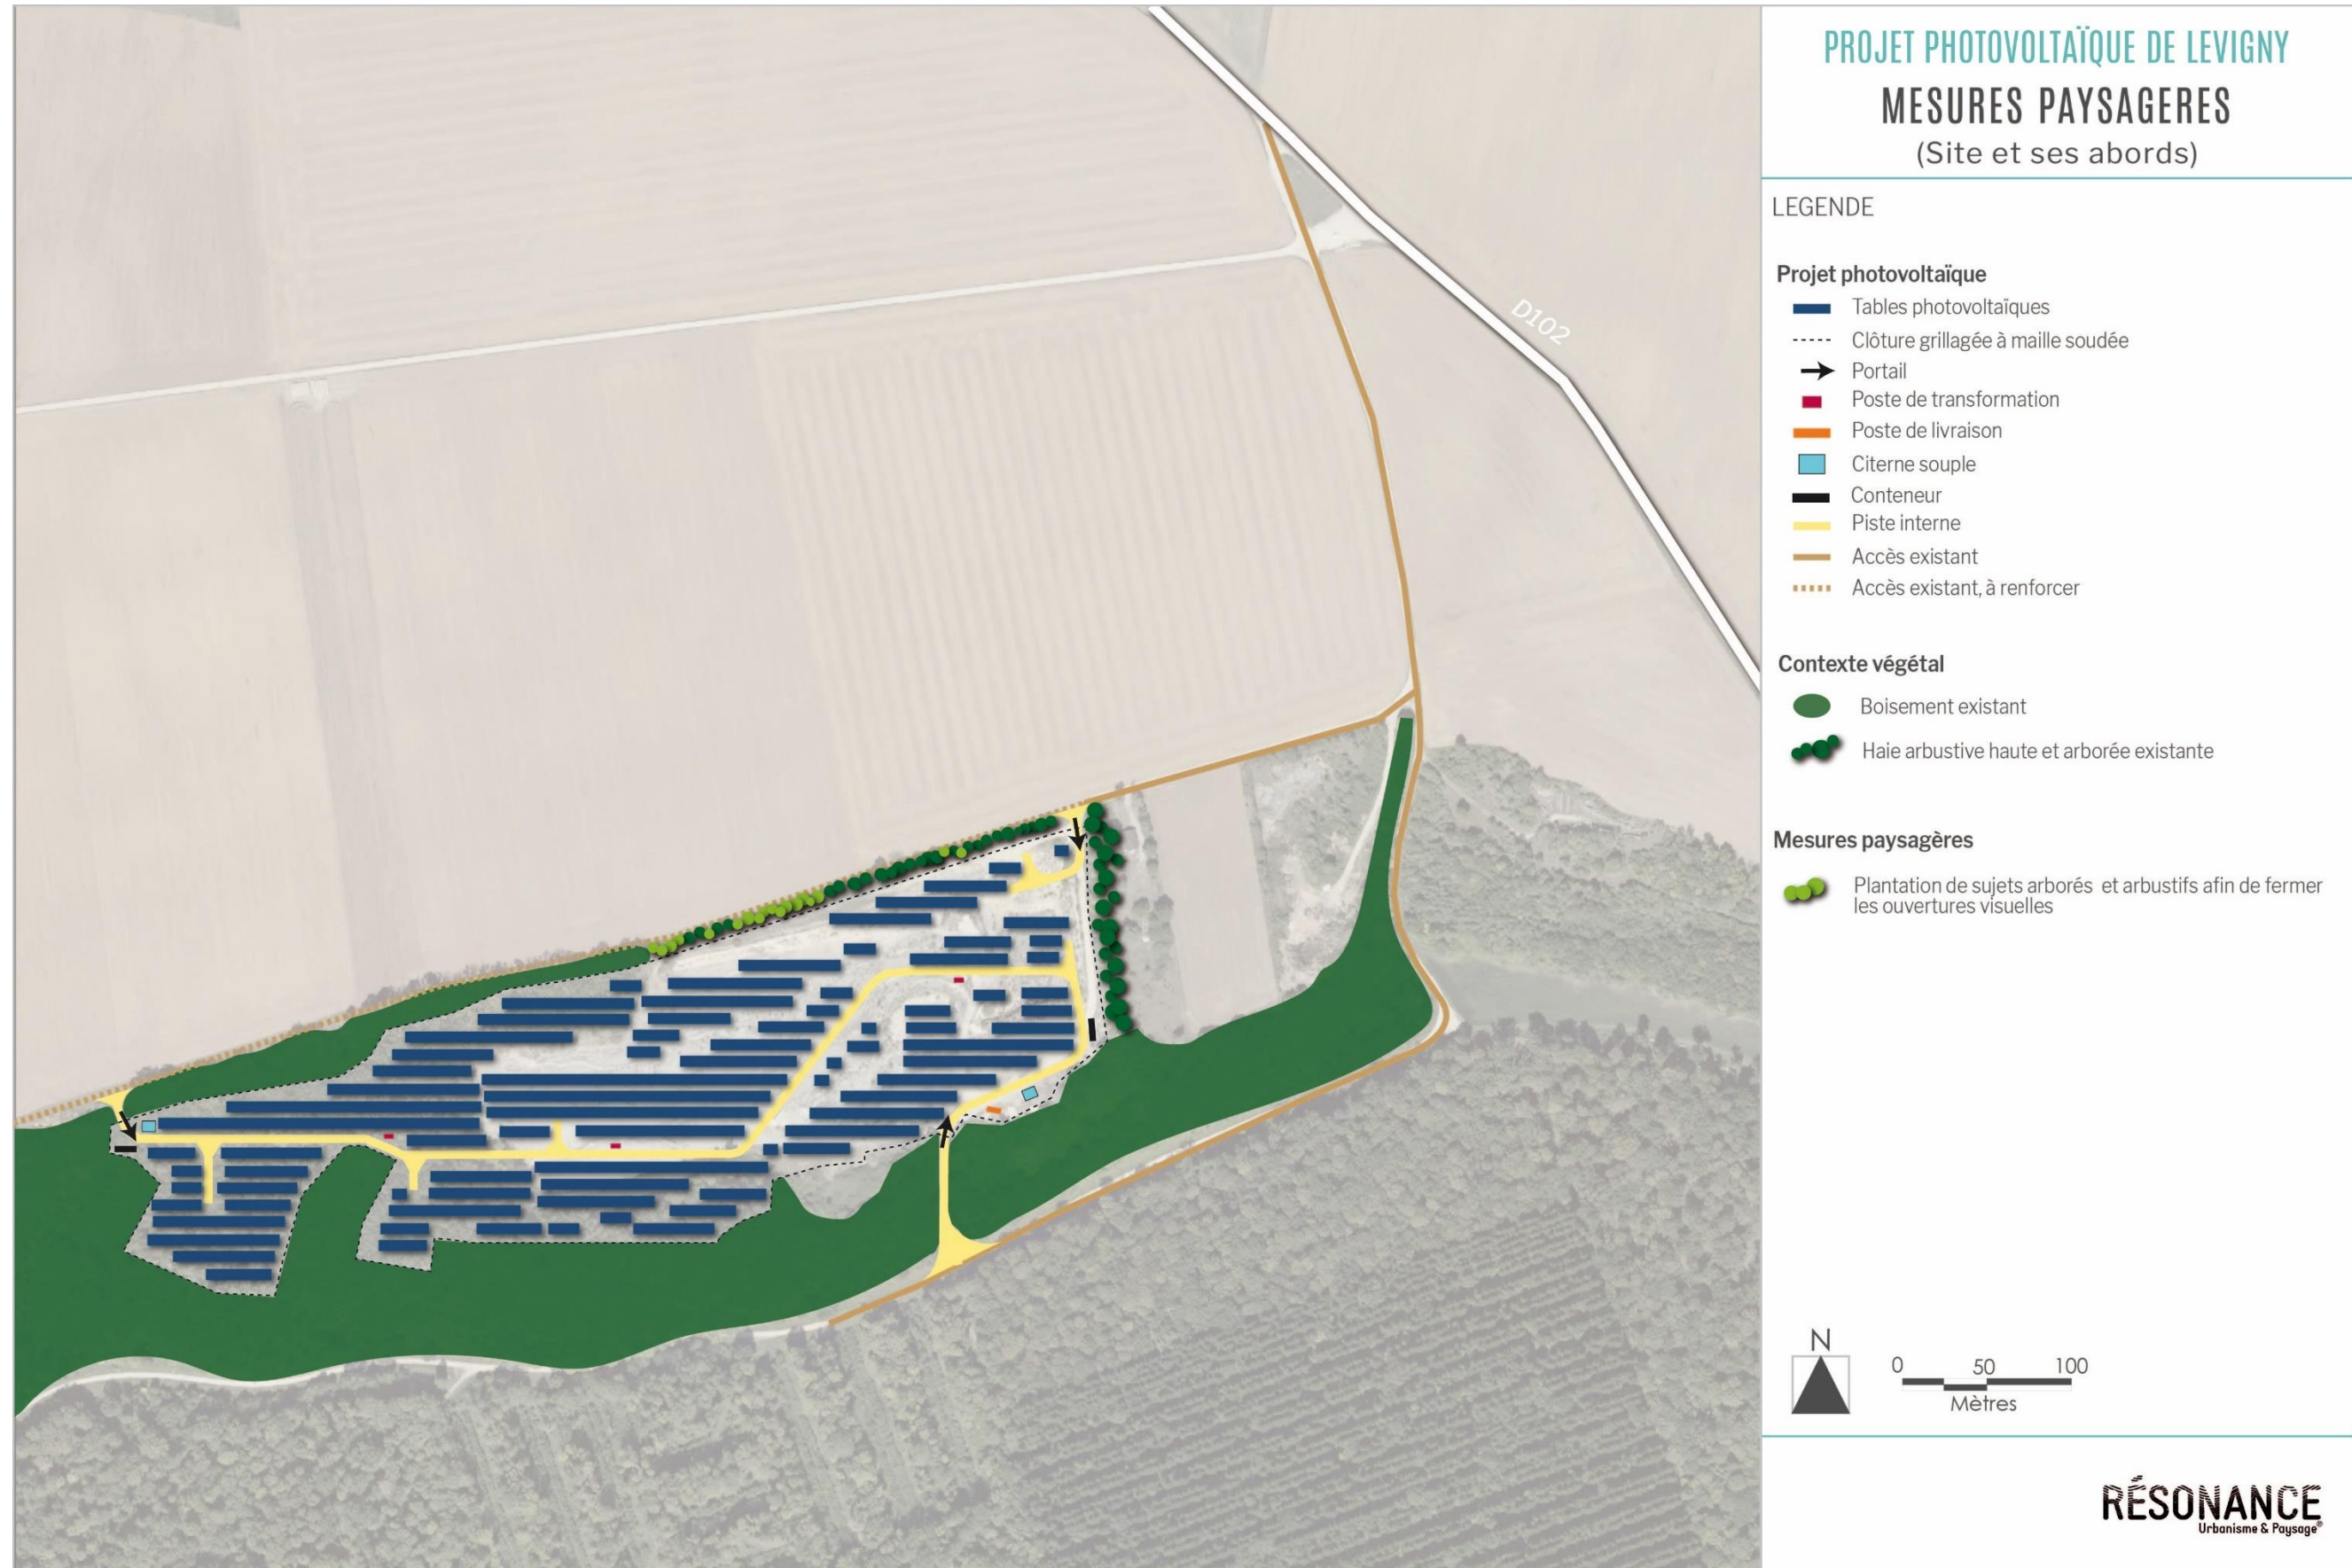 PROJET PHOTOVOLTAÏQUE DE LEVIGNY
MESURES PAYSAGERES
(Site et ses abords)
LEGENDE
Projet photovoltaïque
Tables photovoltaïques
Clôture grillagée à maille soudée
Portail
Poste de transformation
Poste de livraison
Citerne souple
Conteneur
Piste interne
Accès existant
Accès existant, à renforcer
Contexte végétal
Boisement existant
Haie arbustive haute et arborée existante
Mesures paysagères
Plantation de sujets arborés et arbustifs afin de fermer
les ouvertures visuelles
D102
N
0 50 100
Mètres
RÉSONANCE
Urbanisme & Paysage®